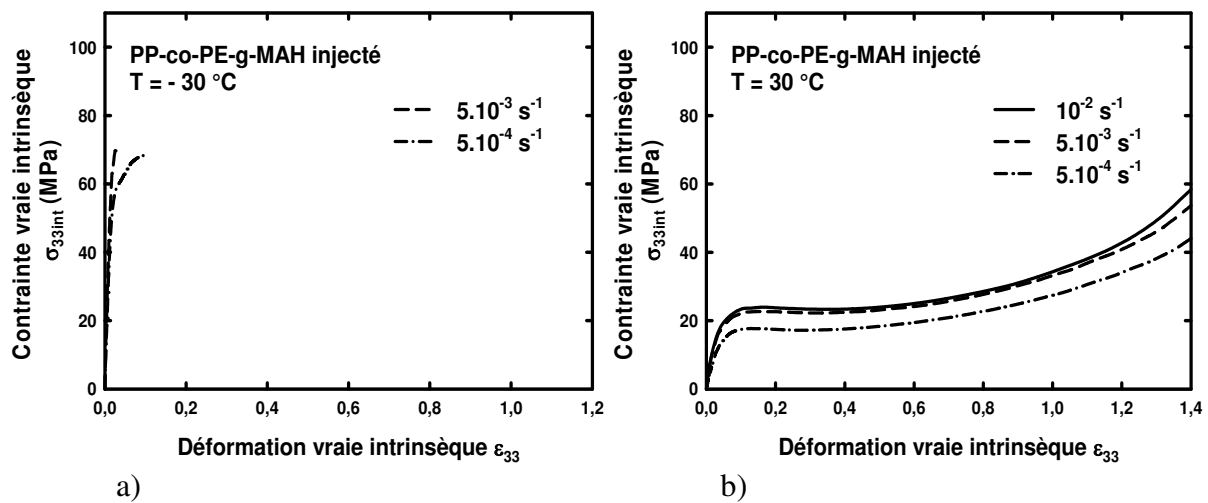 Contrainte vraie intrinsèque
σ33int (MPa)
100
80
60
40
20
0
PP-co-PE-g-MAH injecté
T = - 30 °C
5.10-3 s-1
5.10-4 s-1
0,0 0,2 0,4 0,6 0,8 1,0 1,2
Déformation vraie intrinsèque ε33
a)
Contrainte vraie intrinsèque
σ33int (MPa)
100
80
60
40
20
0
PP-co-PE-g-MAH injecté
T = 30 °C
10-2 s-1
5.10-3 s-1
5.10-4 s-1
0,0 0,2 0,4 0,6 0,8 1,0 1,2 1,4
Déformation vraie intrinsèque ε33
b)